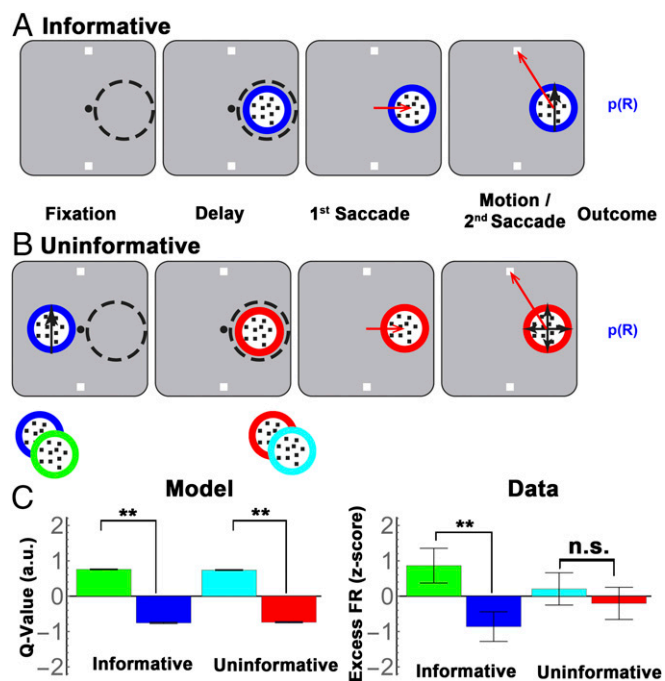 A Informative
p(R)
Fixation
Delay
1st Saccade
Motion /
2nd Saccade
Outcome
B Uninformative
p(R)
C
Model
Data
Q-Value (a.u.)
2
1
0
−1
−2
**
**
Informative
Uninformative
Excess FR (z-score)
2
1
0
−1
−2
**
n.s.
Informative
Uninformative